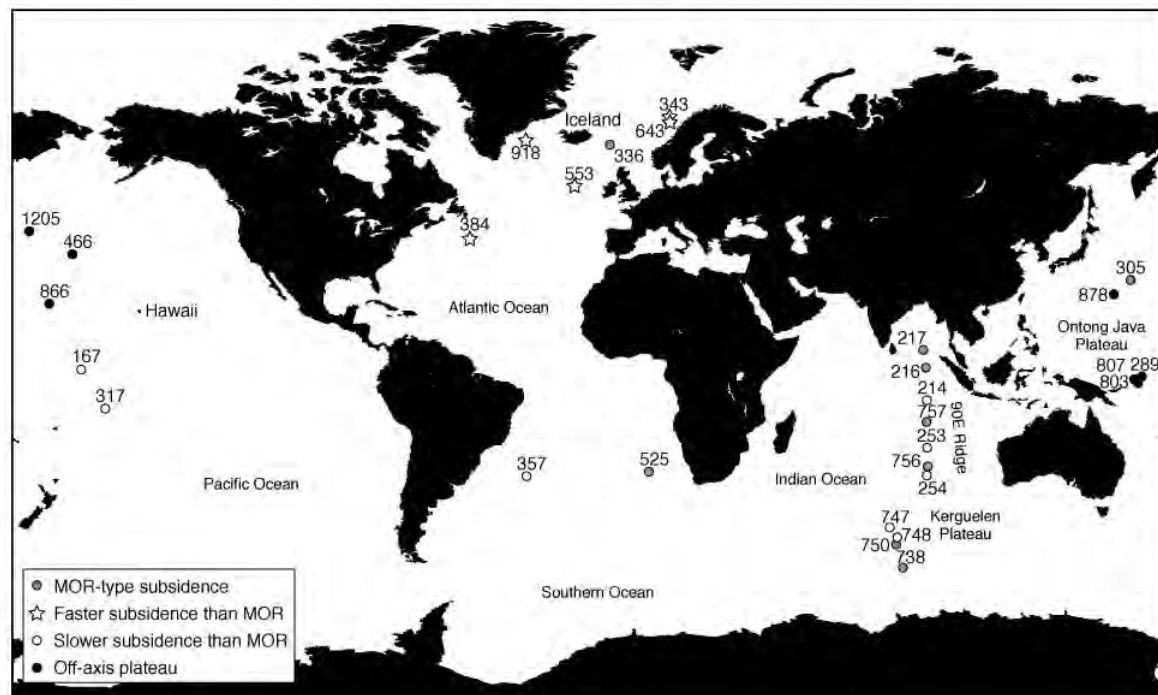 343
Iceland
643
918
336
553
384
1205
466
305
866
878
Hawaii
Atlantic Ocean
Ontong Java
Plateau
217
167
216
807
289
803
214
317
757
90E Ridge
253
756
525
357
Pacific Ocean
Indian Ocean
254
747
Kerguelen
Plateau
748
750
738
MOR-type subsidence
Faster subsidence than MOR
Slower subsidence than MOR
Off-axis plateau
Southern Ocean